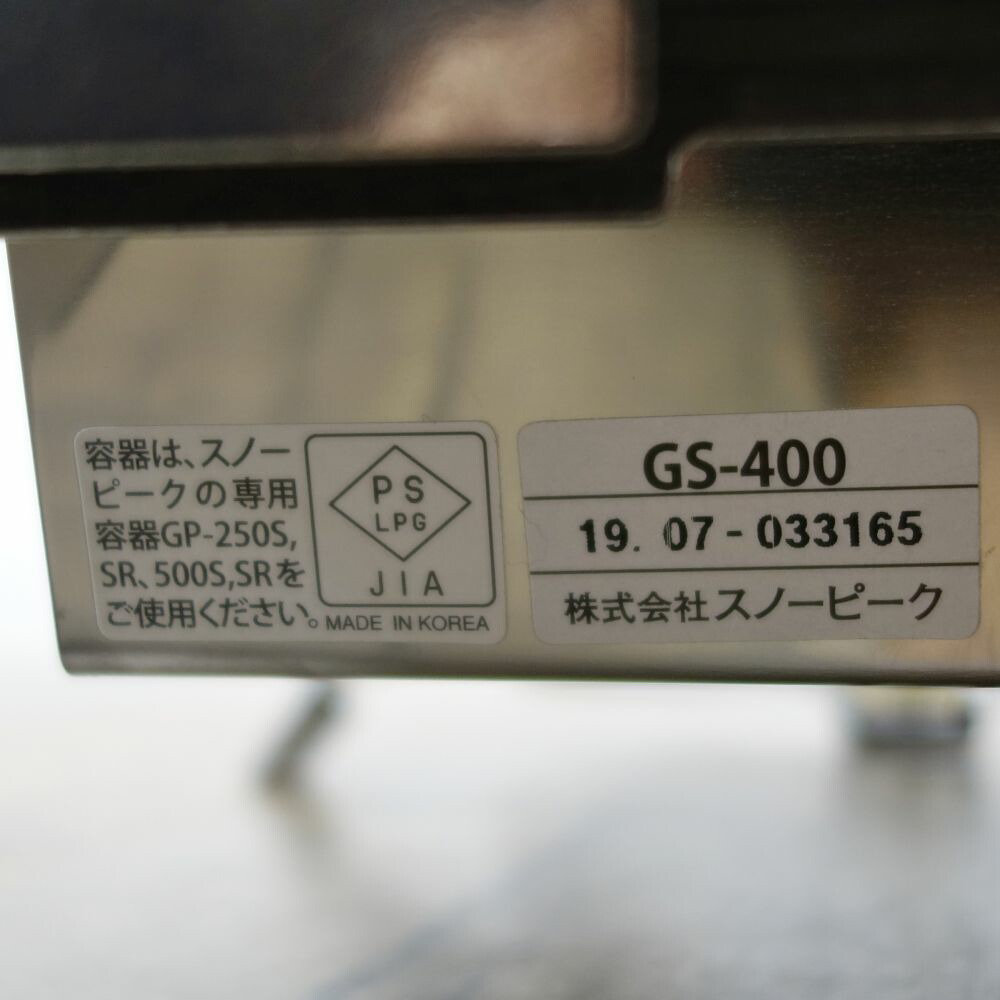 容器は、スノー
ピークの専用
容器GP-250S,
SR、500S,SRを
ご使用ください。
PS
LPG
JIA
MADE IN KOREA
GS-400
19. 07-033165
株式会社スノーピーク